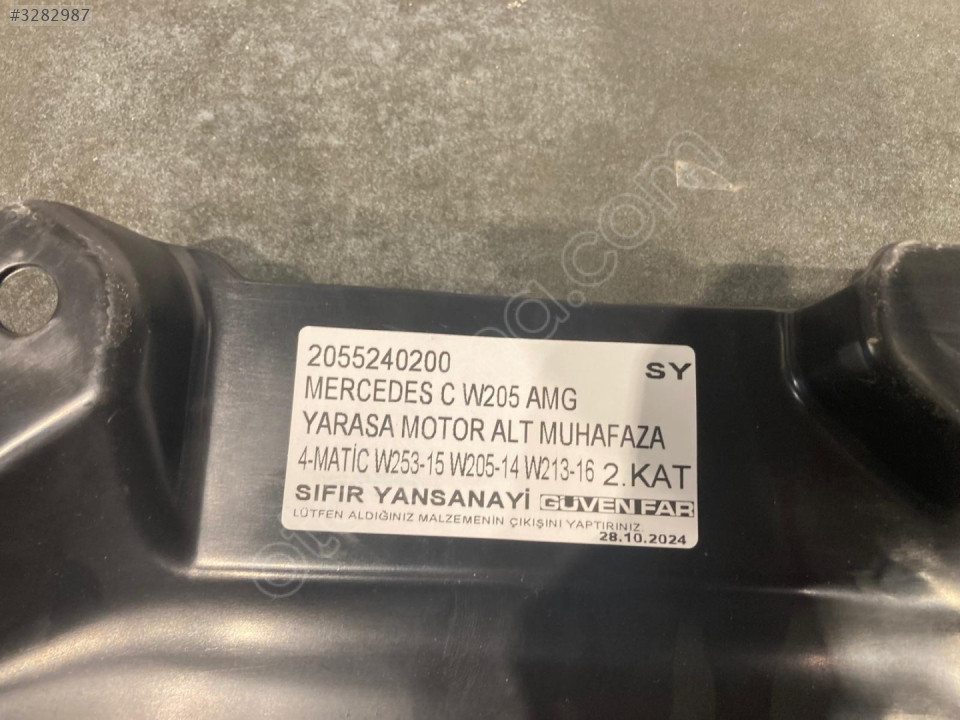 #3282987
2055240200 SY
MERCEDES C W205 AMG
YARASA MOTOR ALT MUHAFAZA
4-MATİC W253-15 W205-14 W213-16 2.KAT
SIFIR YANSANAYİ GÜVEN FAR
LÜTFEN ALDIĞINIZ MALZEMENİN ÇIKIŞINI YAPTIRINIZ.
28.10.2024